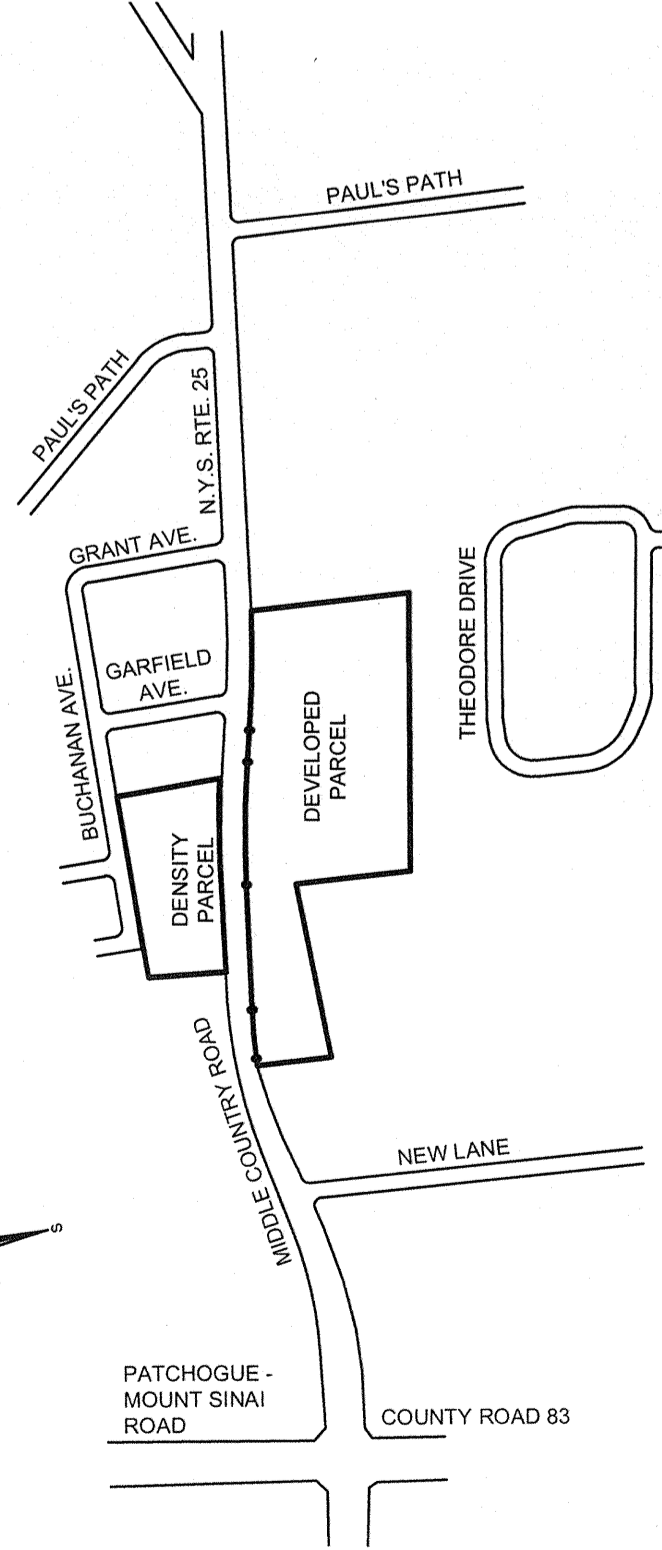 PAUL'S PATH
PAUL'S PATH
N.Y.S. RTE. 25
GRANT AVE.
THEODORE DRIVE
GARFIELD
AVE.
BUCHANAN AVE.
DEVELOPED
PARCEL
DENSITY
PARCEL
MIDDLE COUNTRY ROAD
NEW LANE
S
PATCHOGUE -
MOUNT SINAI
ROAD
COUNTY ROAD 83